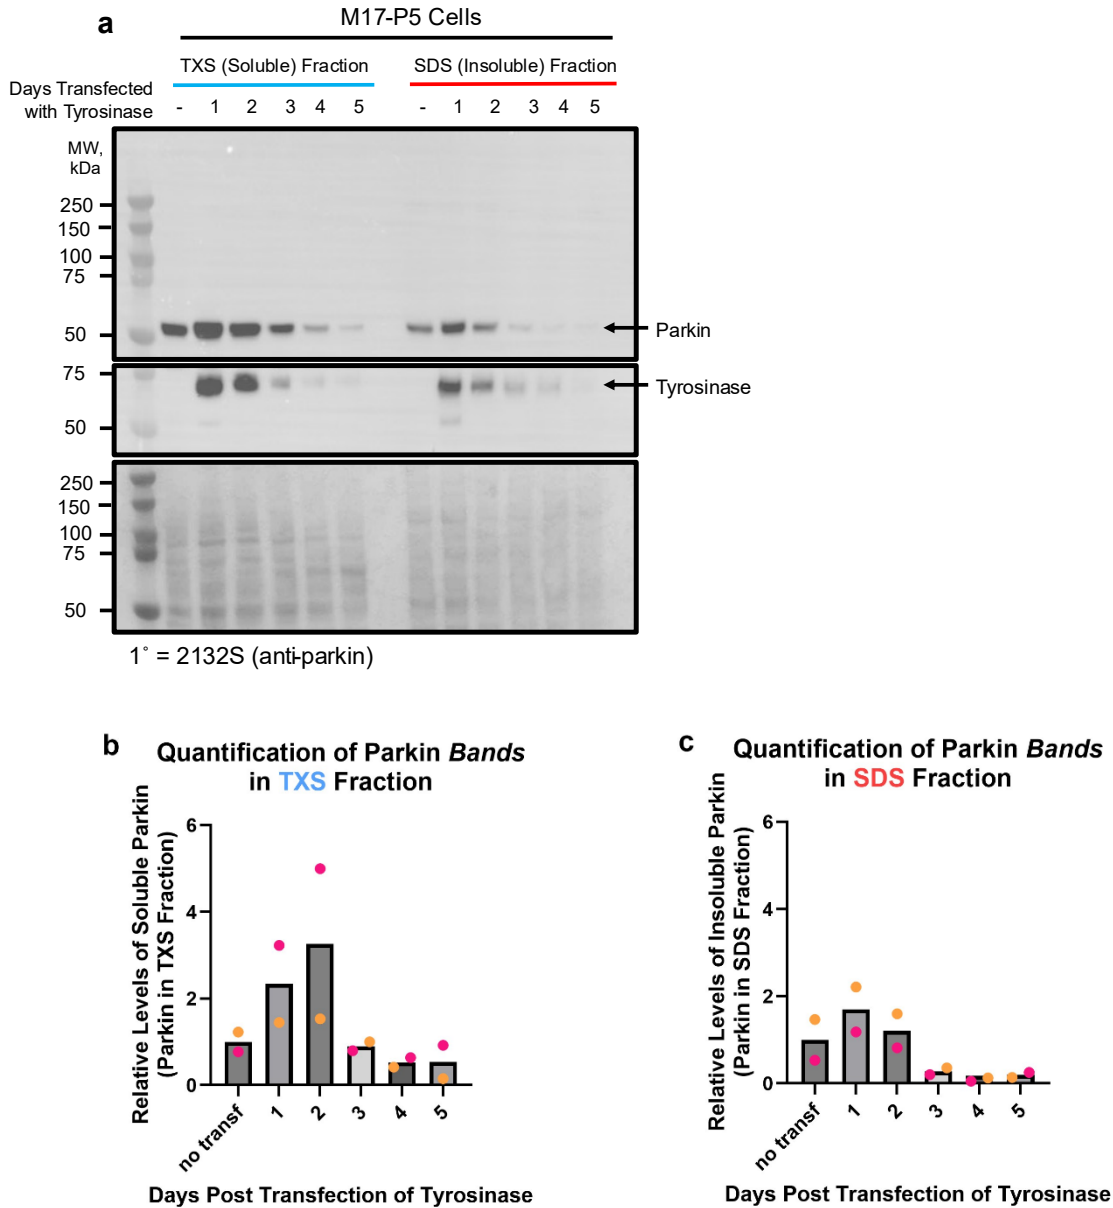 a
M17-P5 Cells
TXS (Soluble) Fraction
SDS (Insoluble) Fraction
Days Transfected
with Tyrosinase
- 1 2 3 4 5
- 1 2 3 4 5
MW,
kDa
250
150
100
75
50
Parkin
75
50
Tyrosinase
250
150
100
75
50
1˚ = 2132S (anti-parkin)
b
Quantification of Parkin Bands
in TXS Fraction
Relative Levels of Soluble Parkin
(Parkin in TXS Fraction)
6
4
2
0
no transf
1
2
3
4
5
Days Post Transfection of Tyrosinase
c
Quantification of Parkin Bands
in SDS Fraction
Relative Levels of Insoluble Parkin
(Parkin in SDS Fraction)
6
4
2
0
no transf
1
2
3
4
5
Days Post Transfection of Tyrosinase